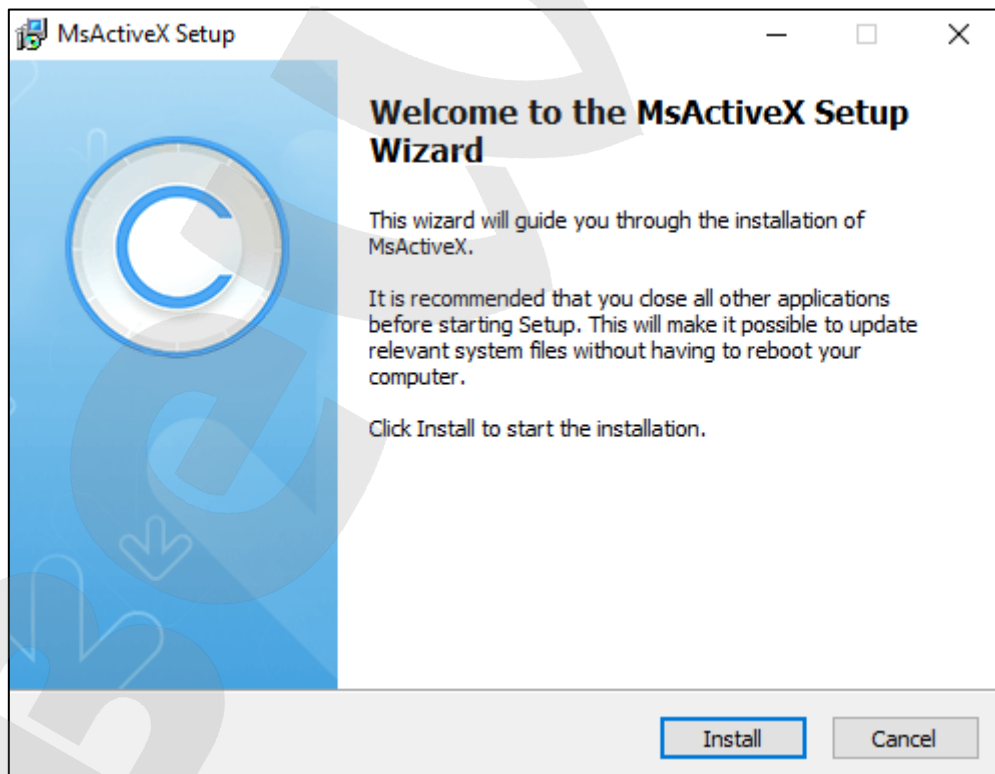 MsActiveX Setup
Welcome to the MsActiveX Setup
Wizard
This wizard will guide you through the installation of
MsActiveX.
It is recommended that you close all other applications
before starting Setup. This will make it possible to update
relevant system files without having to reboot your
computer.
Click Install to start the installation.
Install
Cancel